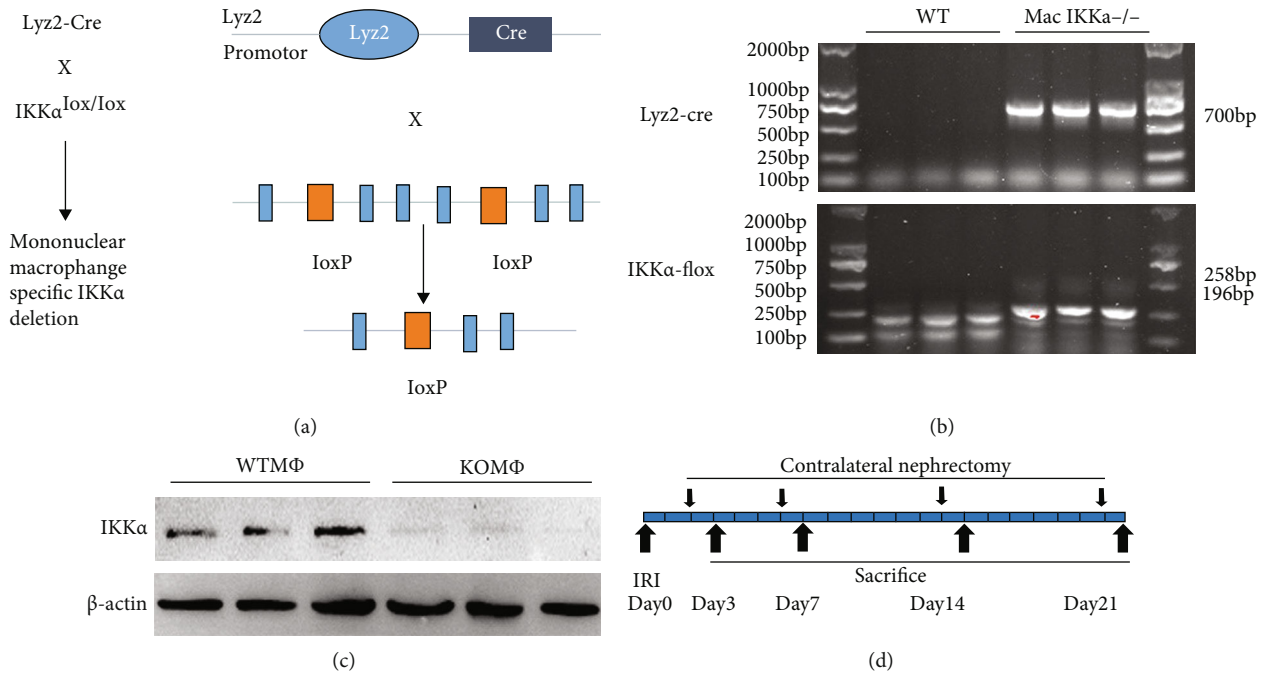 Lyz2-Cre
X
IKKαIox/Iox
Mononuclear
macrophange
specific IKKα
deletion
Lyz2
Promotor
Lyz2
Cre
X
IoxP
IoxP
IoxP
(a)
WT
Mac IKKa–/–
Lyz2-cre
2000bp
1000bp
750bp
500bp
250bp
100bp
700bp
IKKα-flox
2000bp
1000bp
750bp
500bp
250bp
100bp
258bp
196bp
(b)
WTMΦ
KOMΦ
IKKα
β-actin
(c)
Contralateral nephrectomy
Sacrifice
IRI
Day0
Day3
Day7
Day14
Day21
(d)